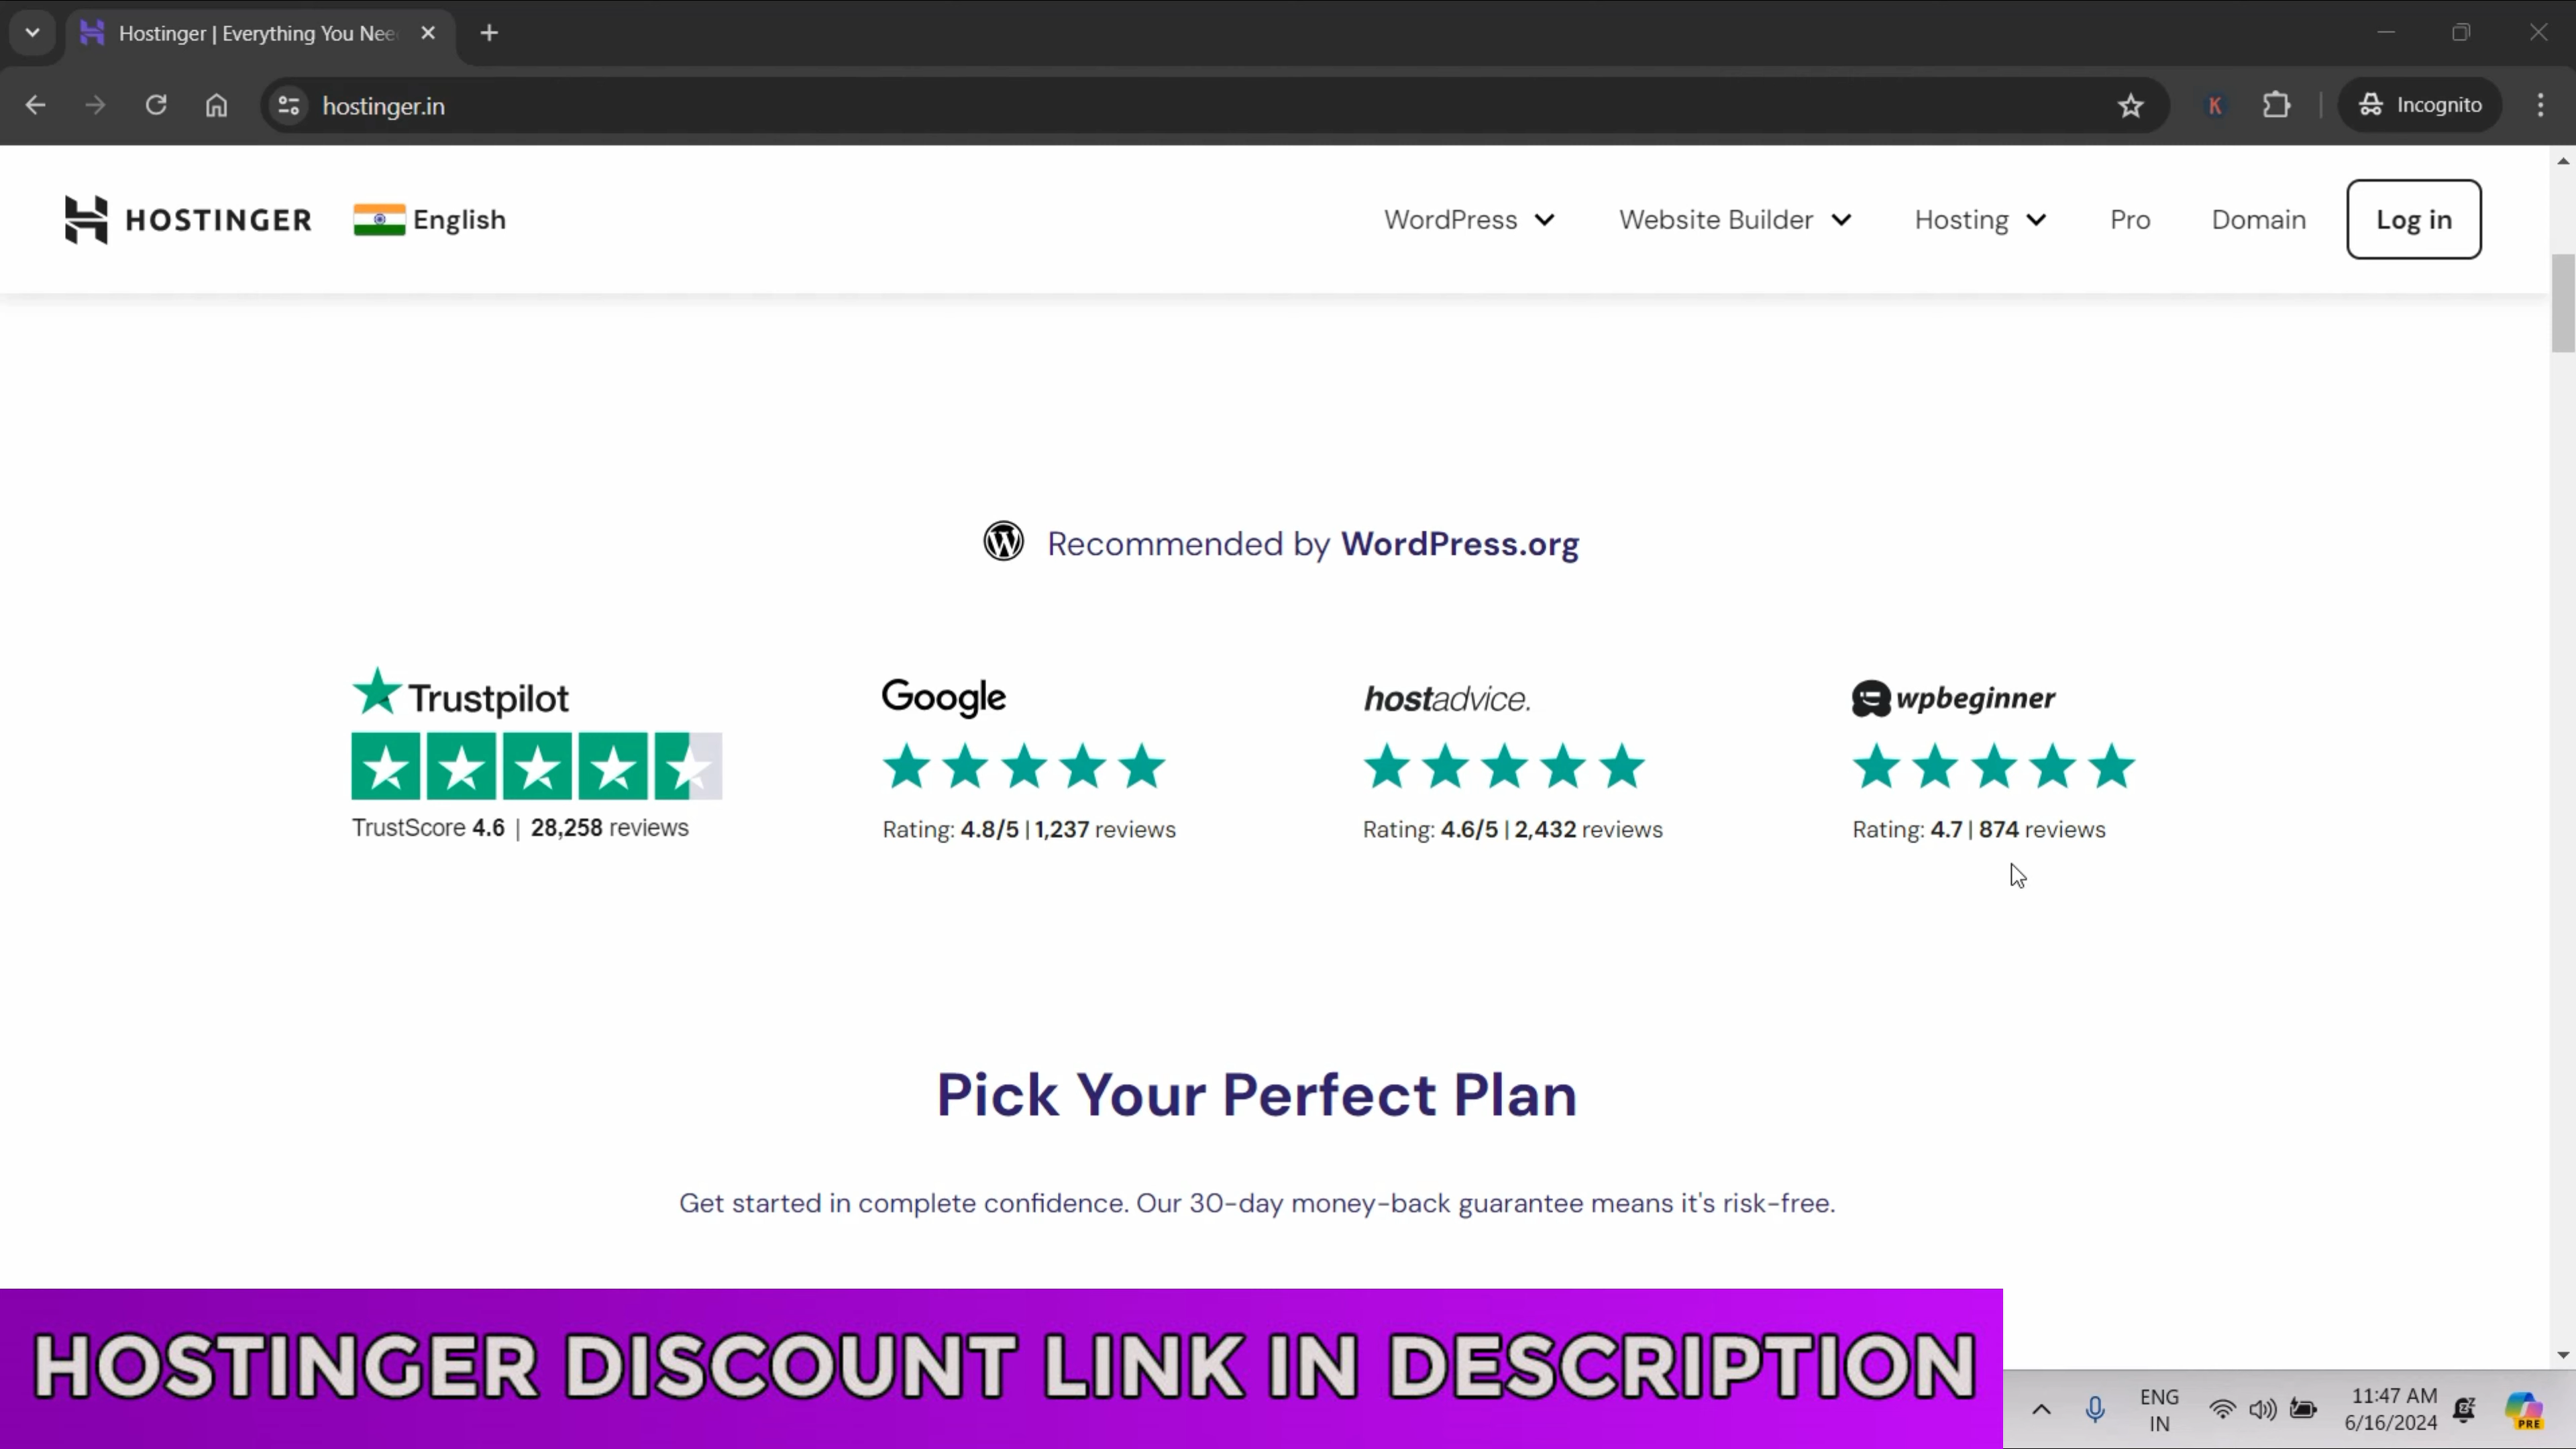 Hostinger | Everything You Nee
hostinger.in
K
Incognito
HOSTINGER English WordPress Website Builder Hosting Pro Domain Log in
Recommended by WordPress.org
Trustpilot Google hostadvice. wpbeginner
TrustScore 4.6 | 28,258 reviews Rating: 4.8/5 | 1,237 reviews Rating: 4.6/5 | 2,432 reviews Rating: 4.7 | 874 reviews
Pick Your Perfect Plan
Get started in complete confidence. Our 30-day money-back guarantee means it's risk-free.
HOSTINGER DISCOUNT LINK IN DESCRIPTION
ENG 11:47 AM
IN 6/16/2024
PRE